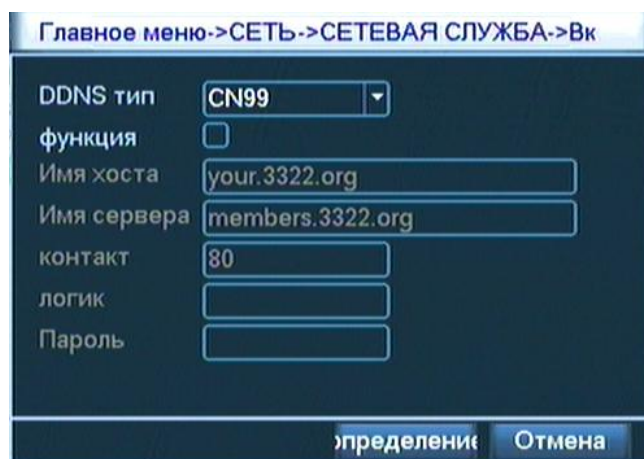 Главное меню->СЕТЬ->СЕТЕВАЯ СЛУЖБА->Вк
DDNS тип CN99
функция
Имя хоста your.3322.org
Имя сервера members.3322.org
контакт 80
логик
Пароль
определение Отмена